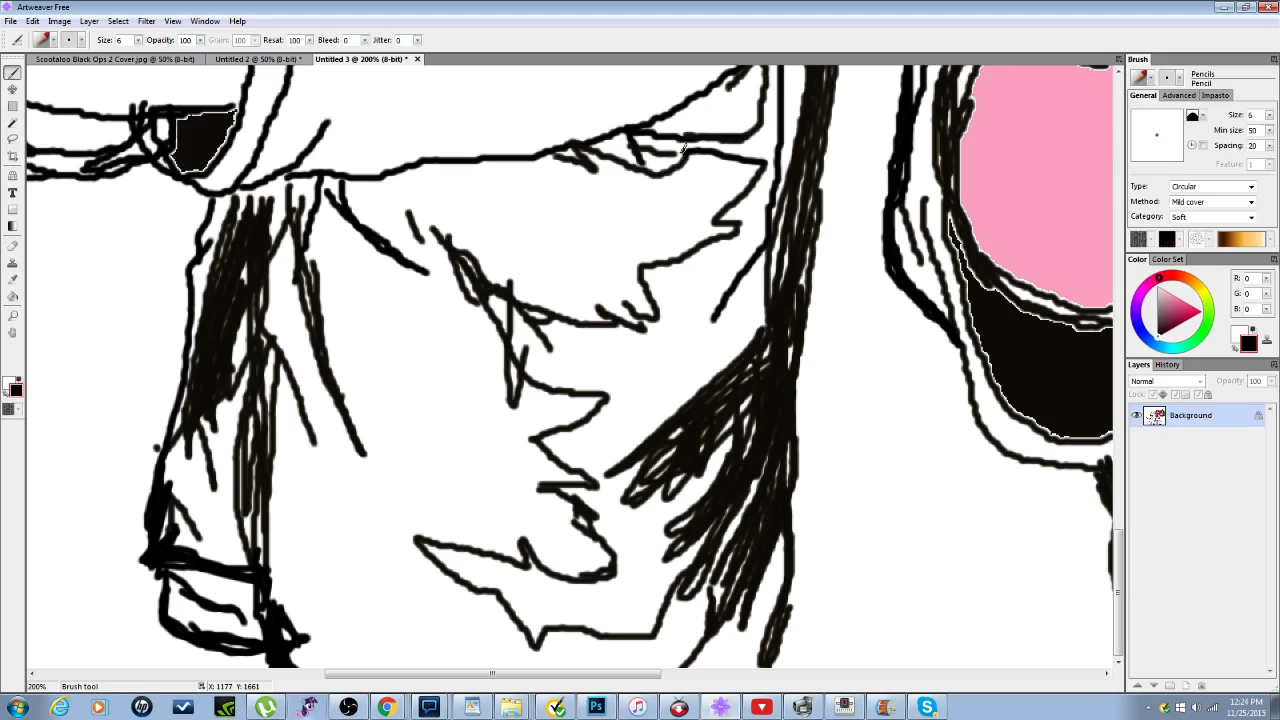 Artweaver Free
File Edit Image Layer Select Filter View Window Help
Size: 6 Opacity: 100 Grain: 100 Resat: 100 Bleed: 0 Jitter: 0
Scootaloo Black Ops 2 Cover.jpg @ 50% (8-bit) Untitled 2 @ 50% (8-bit) * Untitled 3 @ 200% (8-bit) *
Brush
Pencils
Pencil
General Advanced Impasto
Size: 6
Min size: 50
Spacing: 20
Feature: 1
Type: Circular
Method: Mild cover
Category: Soft
Color Color Set
R: 0
G: 0
B: 0
Layers History
Normal Opacity: 100
Lock:
Background
200% Brush tool X: 1177 Y: 1661
12:24 PM
11/25/2015